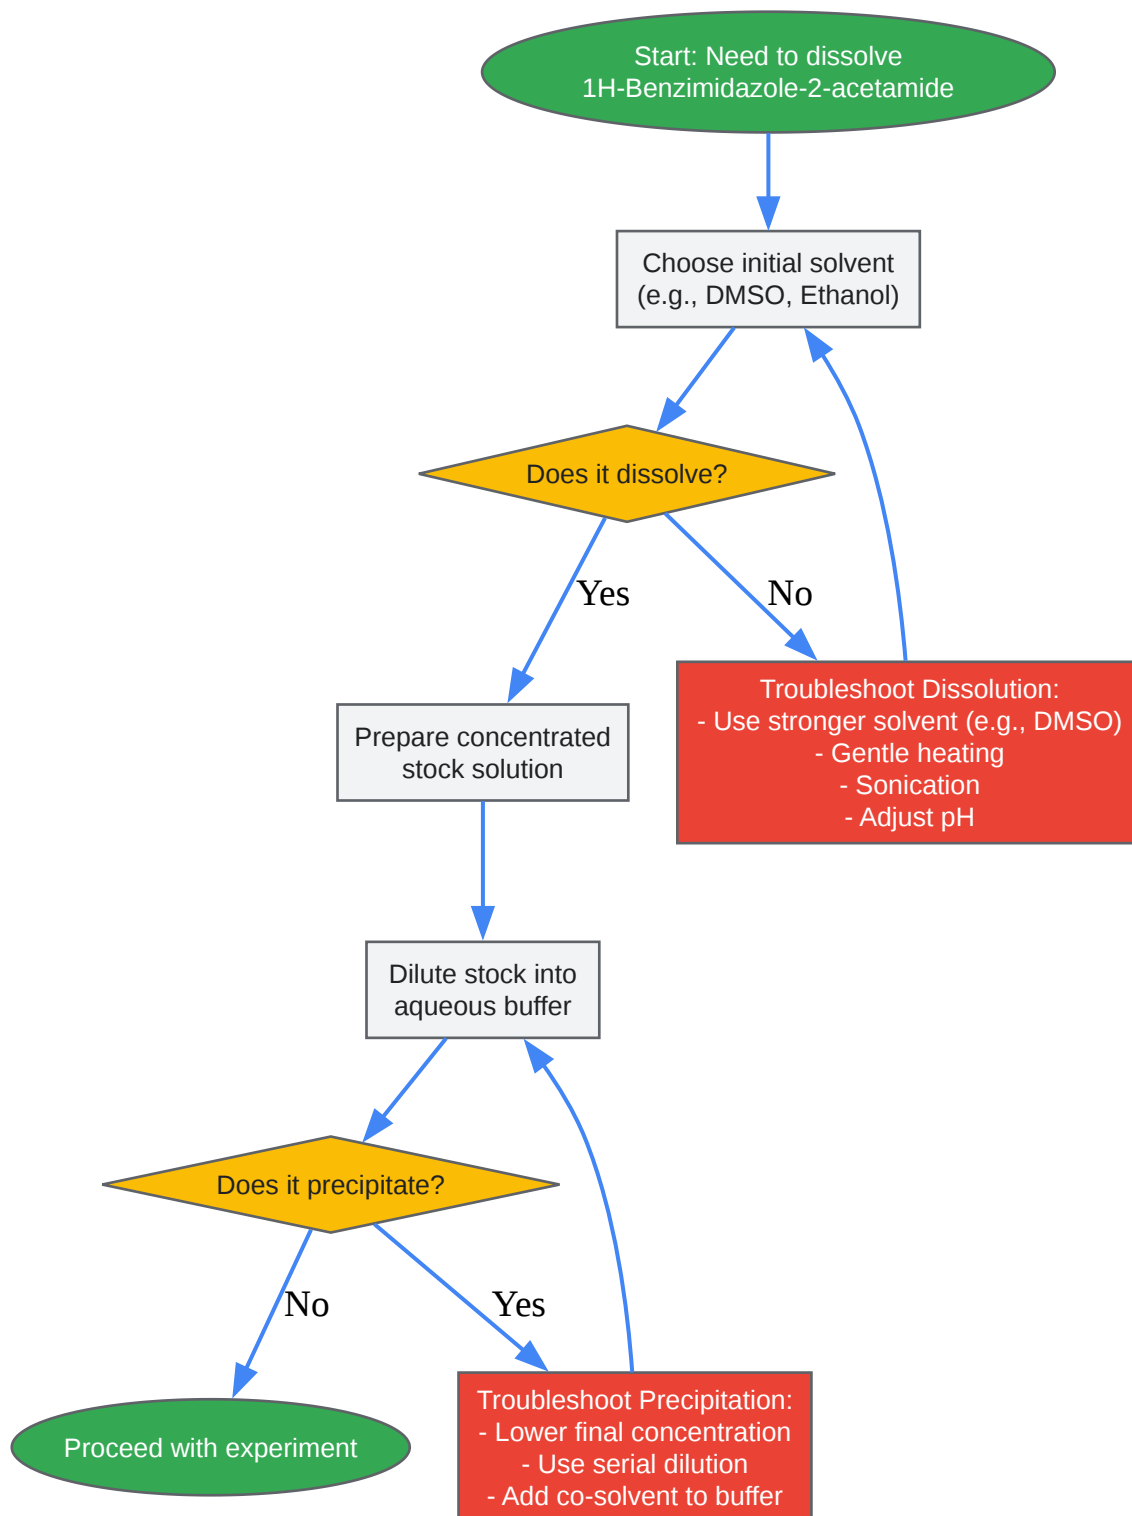 Start: Need to dissolve
1H-Benzimidazole-2-acetamide
Choose initial solvent
(e.g., DMSO, Ethanol)
Does it dissolve?
Yes
No
Troubleshoot Dissolution:
- Use stronger solvent (e.g., DMSO)
- Gentle heating
- Sonication
- Adjust pH
Prepare concentrated
stock solution
Dilute stock into
aqueous buffer
Does it precipitate?
No
Yes
Proceed with experiment
Troubleshoot Precipitation:
- Lower final concentration
- Use serial dilution
- Add co-solvent to buffer